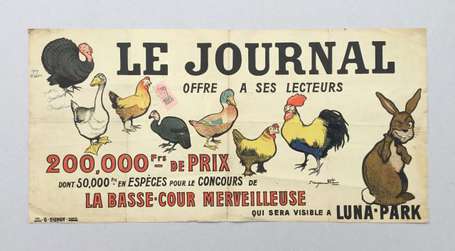 LE JOURNAL
OFFRE A SES LECTEURS
200,000 Frs DE PRIX
DONT 50,000 Frs EN ESPÈCES POUR LE CONCOURS DE
LA BASSE-COUR MERVEILLEUSE
QUI SERA VISIBLE A LUNA-PARK